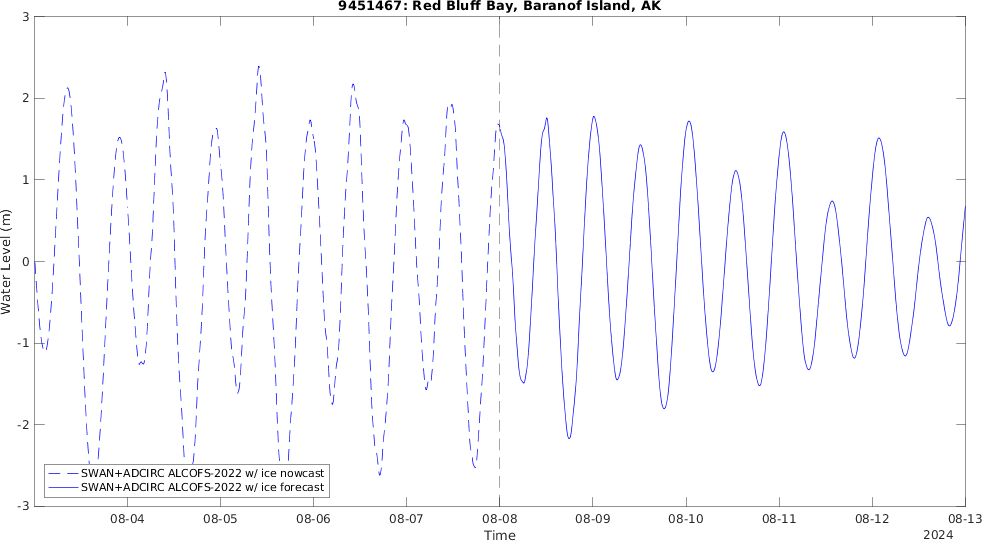 9451467: Red Bluff Bay, Baranof Island, AK
3
2
1
0
-1
-2
-3
Water Level (m)
SWAN+ADCIRC ALCOFS-2022 w/ ice nowcast
SWAN+ADCIRC ALCOFS-2022 w/ ice forecast
08-04 08-05 08-06 08-07 08-08 08-09 08-10 08-11 08-12 08-13
Time
2024